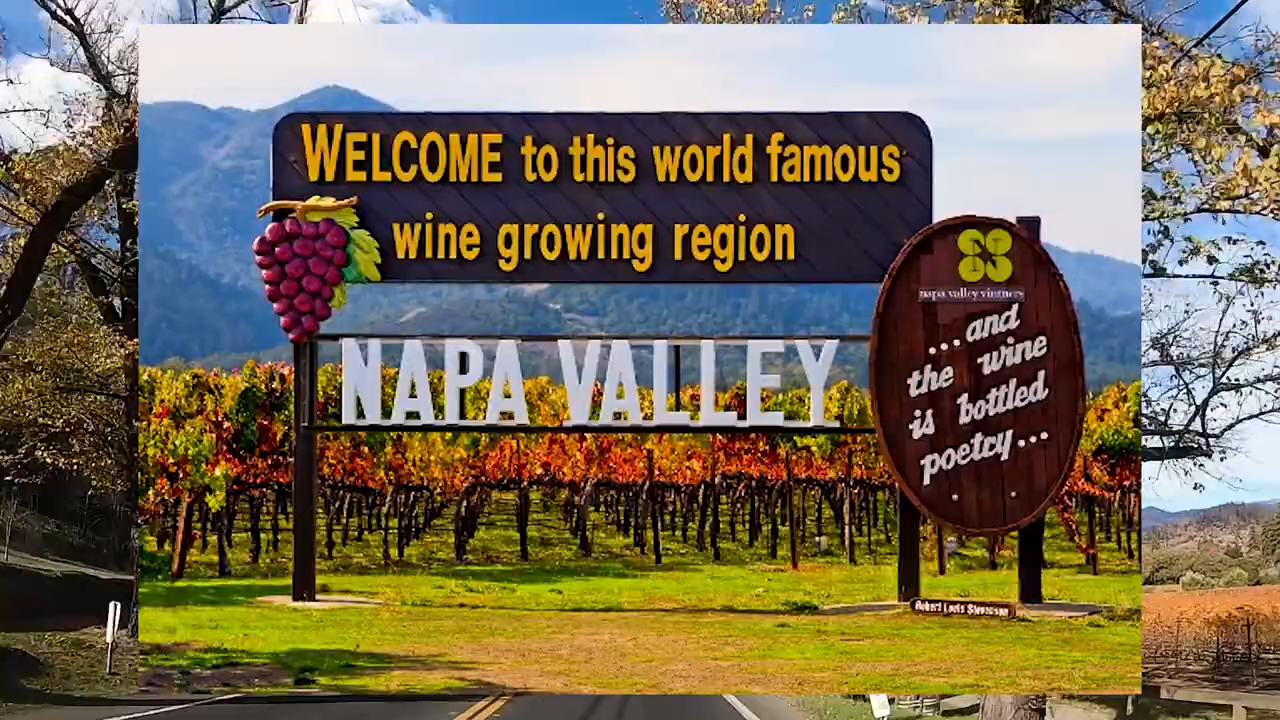 WELCOME to this world famous
wine growing region
NAPA VALLEY
napa valley vintners
...and
the wine
is bottled
poetry...
Robert Louis Stevenson